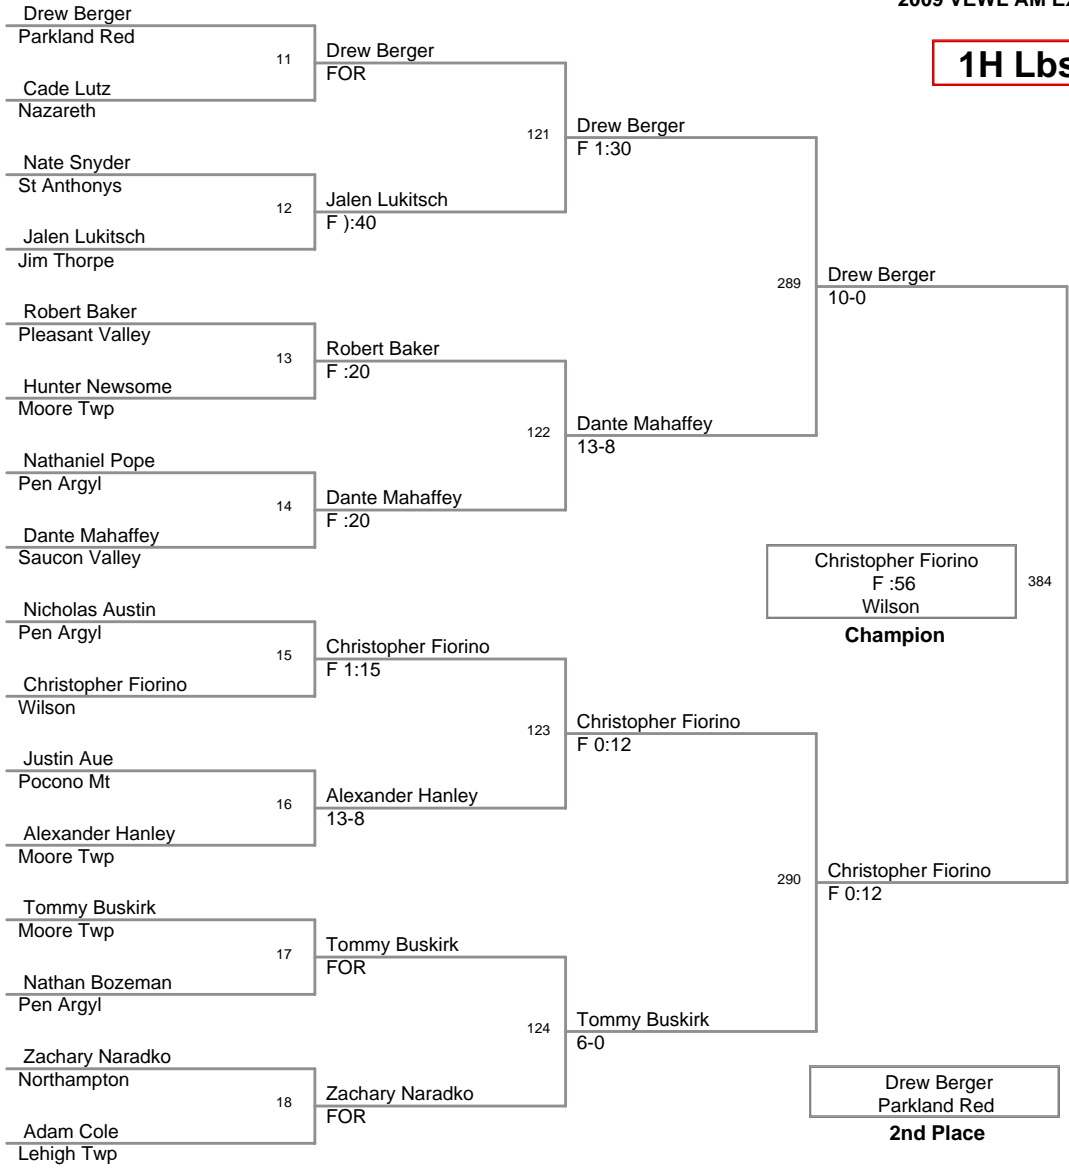 2009 VEWL AM
1H Lbs
Drew Berger
Parkland Red
11
Cade Lutz
Nazareth
Nate Snyder
St Anthonys
12
Jalen Lukitsch
Jim Thorpe
Robert Baker
Pleasant Valley
13
Hunter Newsome
Moore Twp
Nathaniel Pope
Pen Argyl
14
Dante Mahaffey
Saucon Valley
Nicholas Austin
Pen Argyl
15
Christopher Fiorino
Wilson
Justin Aue
Pocono Mt
16
Alexander Hanley
Moore Twp
Tommy Buskirk
Moore Twp
17
Nathan Bozeman
Pen Argyl
Zachary Naradko
Northampton
18
Adam Cole
Lehigh Twp
Drew Berger
FOR
121
Jalen Lukitsch
F ):40
Robert Baker
F :20
122
Dante Mahaffey
F :20
Christopher Fiorino
F 1:15
123
Alexander Hanley
13-8
Tommy Buskirk
FOR
124
Zachary Naradko
FOR
Drew Berger
F 1:30
289
Dante Mahaffey
13-8
Christopher Fiorino
F 0:12
290
Tommy Buskirk
6-0
Drew Berger
10-0
Christopher Fiorino
F :56
Wilson
384
Champion
Christopher Fiorino
F 0:12
Drew Berger
Parkland Red
2nd Place